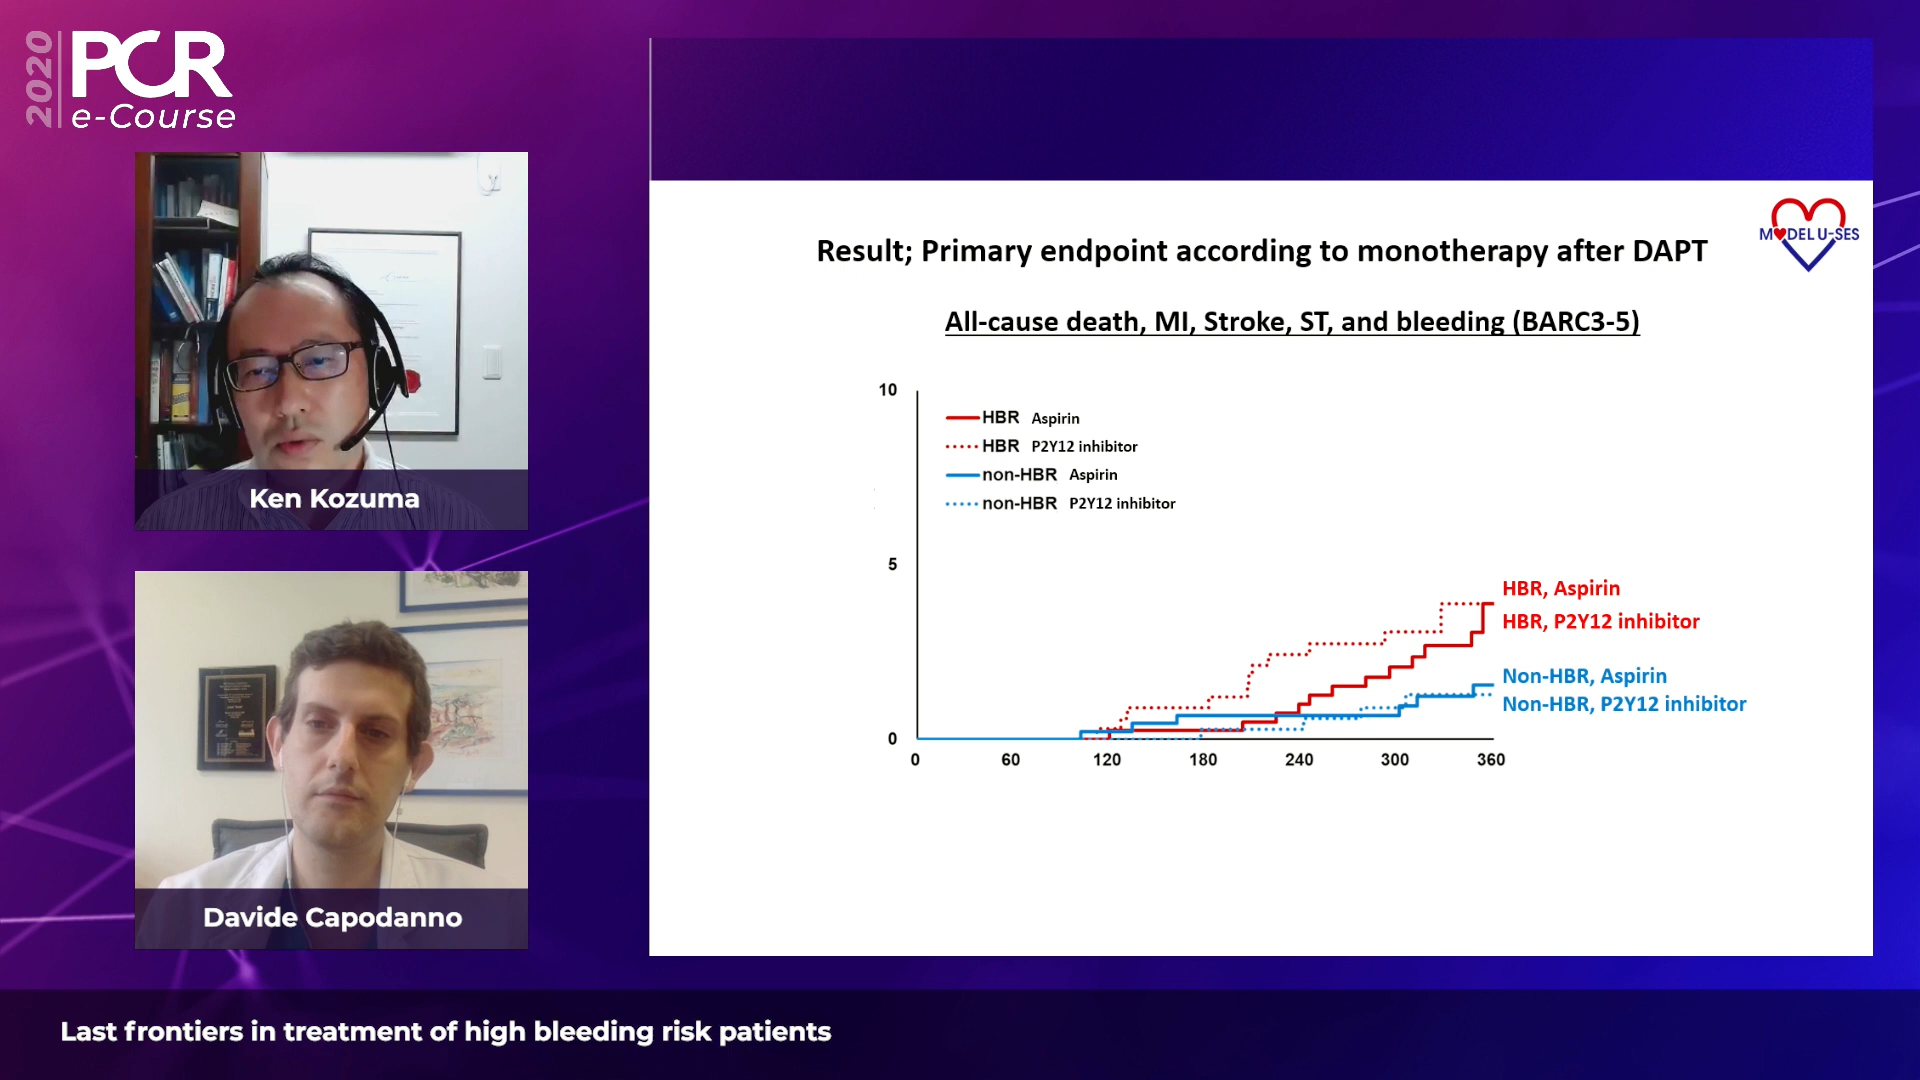 2020
PCR
e-Course
Ken Kozuma
Davide Capodanno
MODEL U-SES
Result; Primary endpoint according to monotherapy after DAPT
All-cause death, MI, Stroke, ST, and bleeding (BARC3-5)
10
5
0
HBR Aspirin
HBR P2Y12 inhibitor
non-HBR Aspirin
non-HBR P2Y12 inhibitor
HBR, Aspirin
HBR, P2Y12 inhibitor
Non-HBR, Aspirin
Non-HBR, P2Y12 inhibitor
0 60 120 180 240 300 360
Last frontiers in treatment of high bleeding risk patients